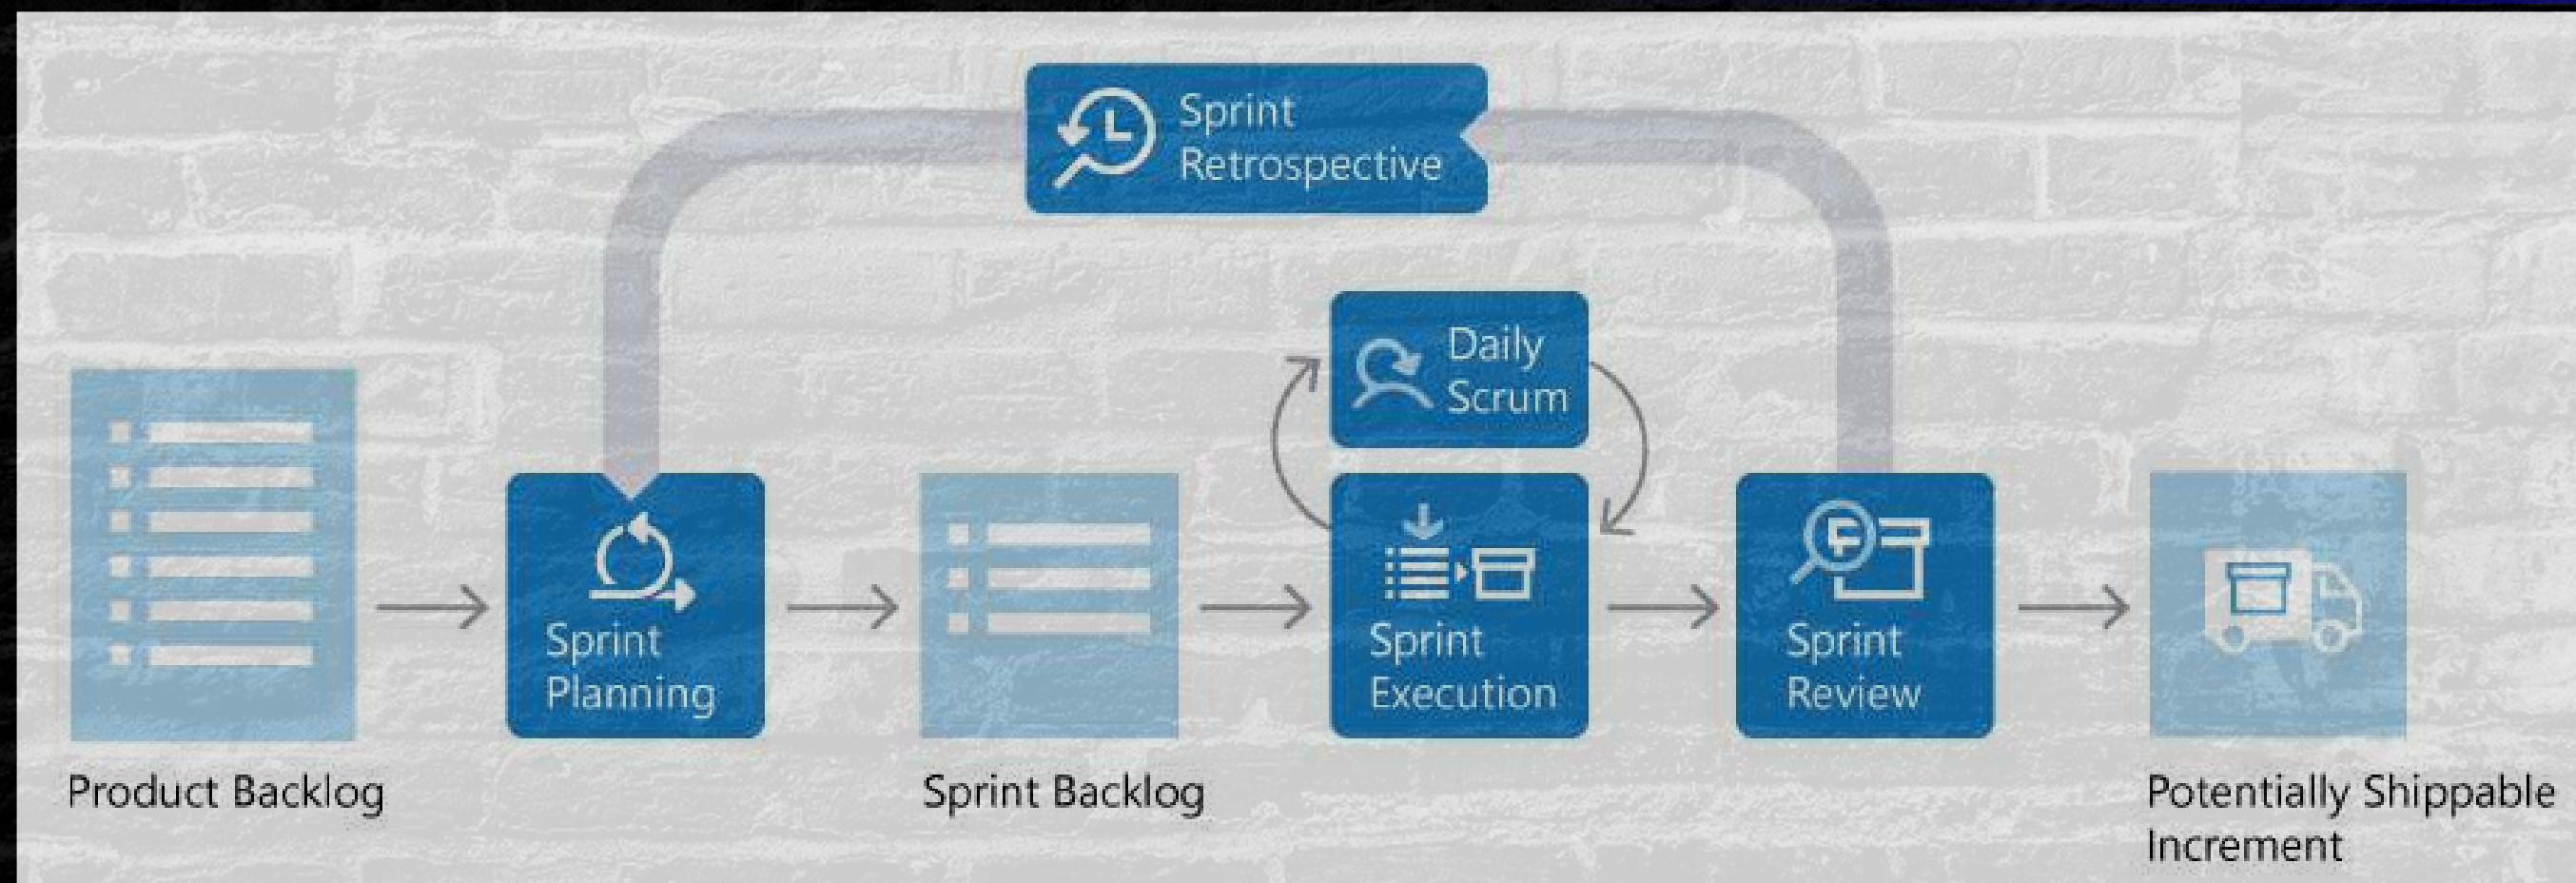 Sprint
Retrospective
Daily
Scrum
Sprint
Planning
Sprint
Execution
Sprint
Review
Product Backlog
Sprint Backlog
Potentially Shippable
Increment